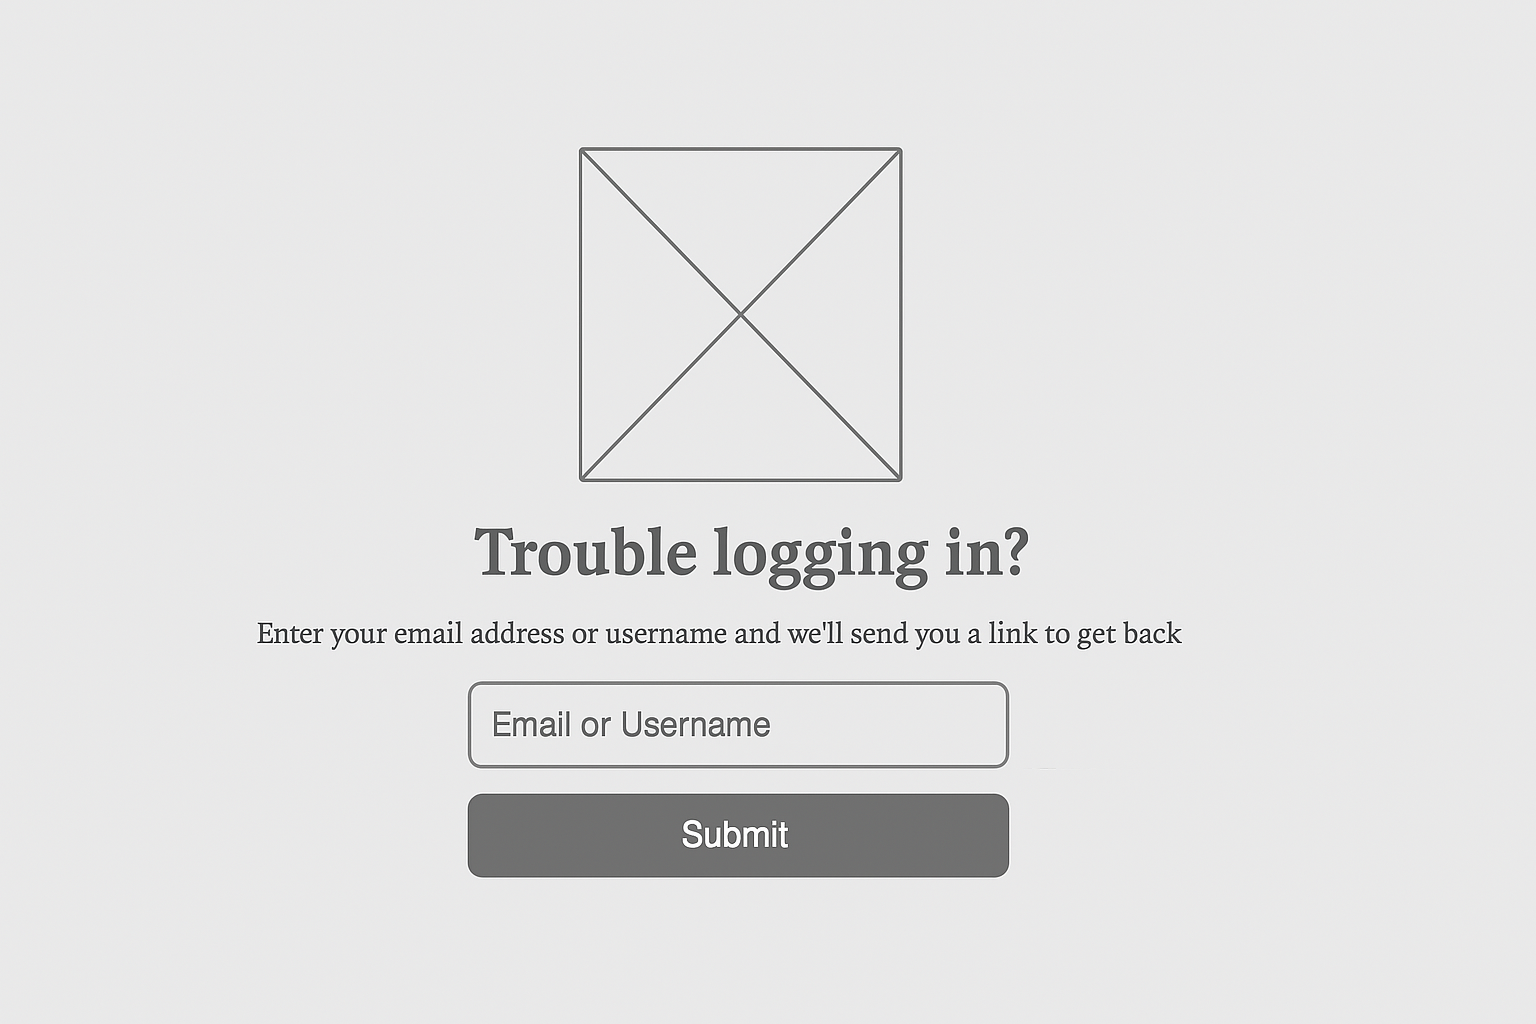 Trouble logging in?
Enter your email address or username and we'll send you a link to get back
Email or Username
Submit